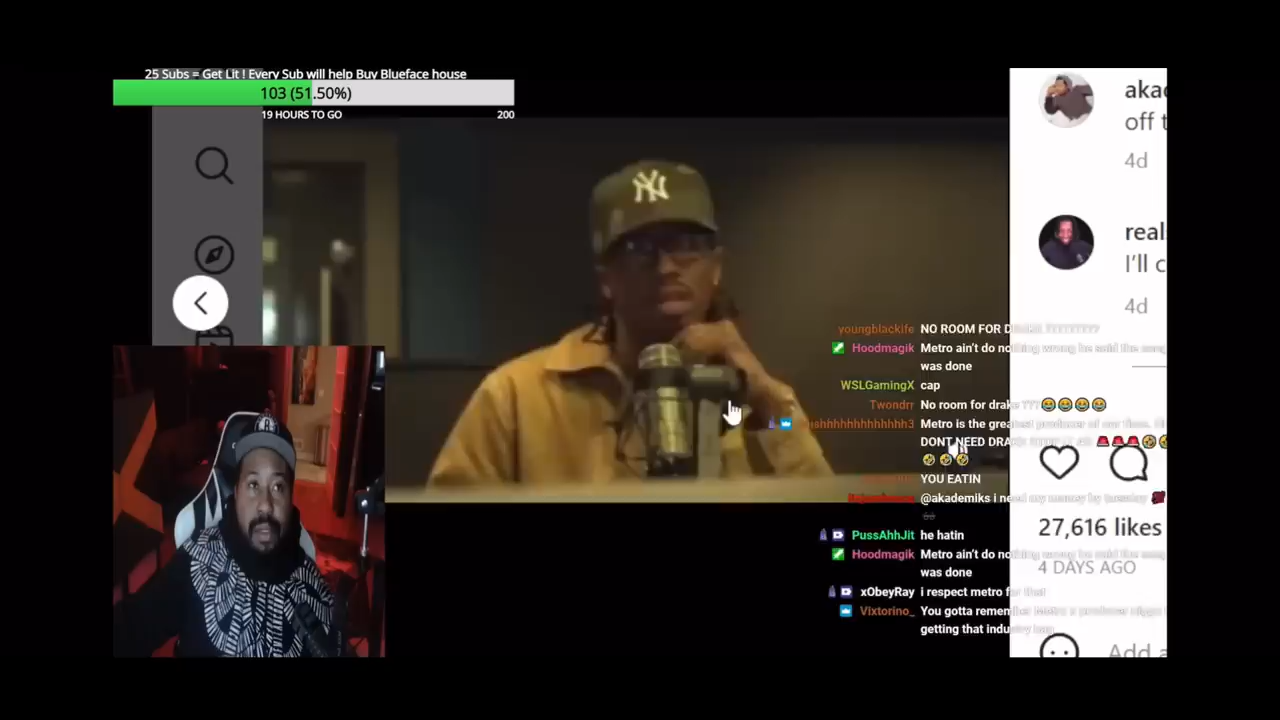 25 Subs = Get Lit ! Every Sub will help Buy Blueface house
103 (51.50%)
19 HOURS TO GO
200
NY
aka
off t
4d
real
I'll c
4d
youngblacklife NO ROOM FOR DRAKE ?????????
Hoodmagik Metro ain't do nothing wrong he said the song
was done
WSLGamingX cap
Twondrr No room for drake ???😂😂😂😂
Metro is the greatest producer of our time.
DONT NEED DRAKE 🚨🚨🚨🤣
🤣🤣🤣
YOU EATIN
@akademiks i need my money by tuesday 💯
PussAhhJit he hatin
Hoodmagik Metro ain't do nothing wrong he said the song
was done
xObeyRay i respect metro for that
Vixtorino_ You gotta remember Metro a producer
getting that industry
27,616 likes
4 DAYS AGO
Add a